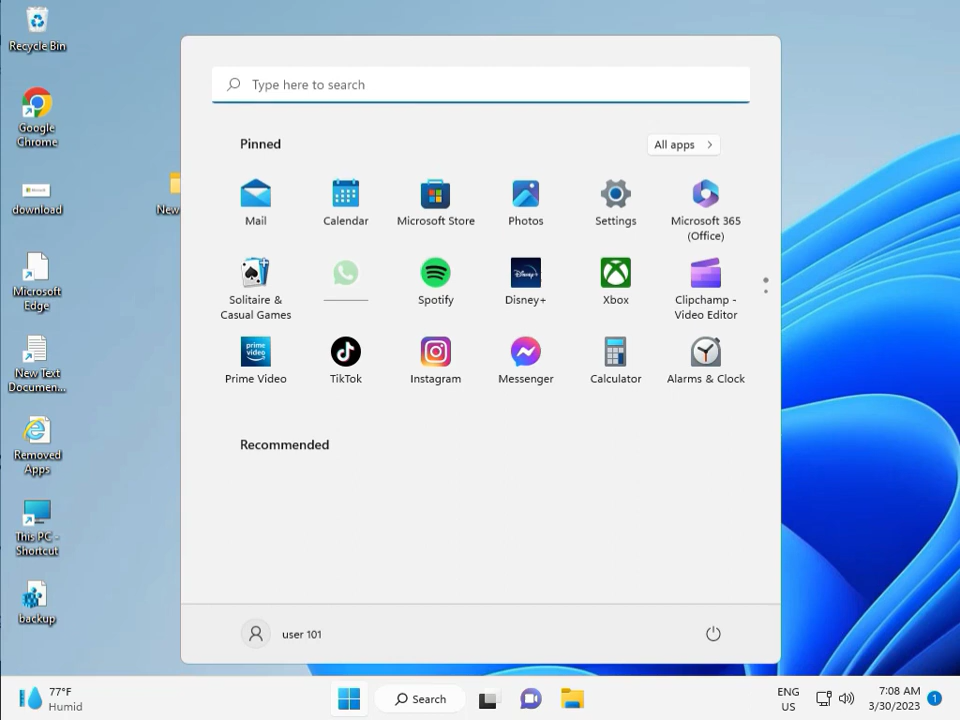 Recycle Bin
Google
Chrome
download
New
Microsoft
Edge
New Text
Documen...
Removed
Apps
This PC -
Shortcut
backup
Type here to search
Pinned
All apps
Mail
Calendar
Microsoft Store
Photos
Settings
Microsoft 365
(Office)
Solitaire &
Casual Games
Spotify
Disney+
Disney+
Xbox
Clipchamp -
Video Editor
prime
video
Prime Video
TikTok
Instagram
Messenger
Calculator
Alarms & Clock
Recommended
user 101
77°F
Humid
Search
ENG
US
7:08 AM
3/30/2023
1